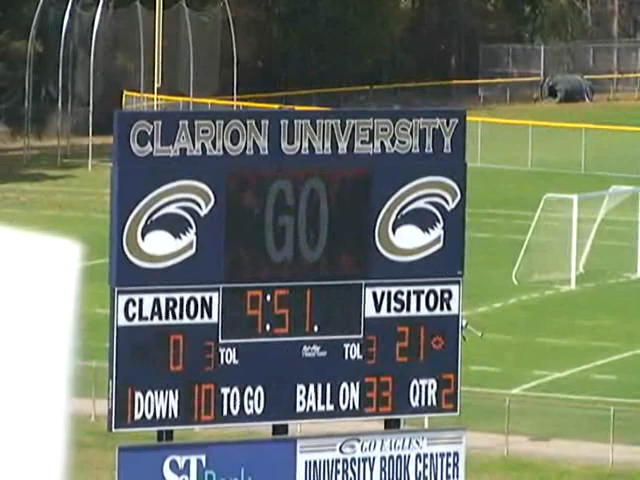 CLARION UNIVERSITY
GO
CLARION 9:51. VISITOR
0 3 TOL TOL 3 21
1 DOWN 10 TO GO BALL ON 33 QTR 2
S&T Bank
GO EAGLES!
UNIVERSITY BOOK CENTER